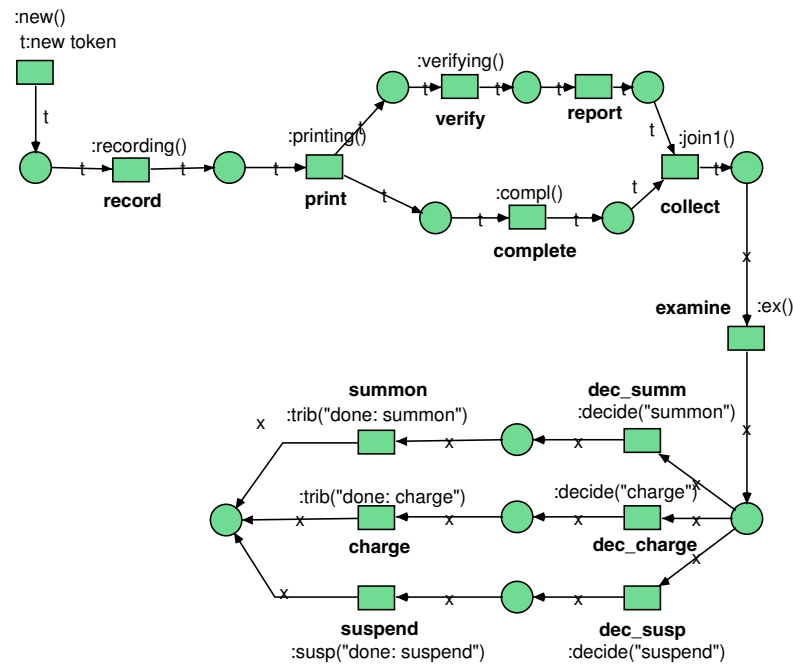 :new()
t:new token
t
:recording()
t
t
record
t
:printing()
print
t
t
:verifying()
t
t
verify
t
t
report
t
:compl()
t
t
complete
t
:join1()
t
collect
x
examine
:ex()
x
summon
:trib("done: summon")
x
x
x
dec_summ
:decide("summon")
x
:trib("done: charge")
x
charge
x
x
:decide("charge")
dec_charge
x
x
x
suspend
:susp("done: suspend")
x
x
dec_susp
:decide("suspend")
x